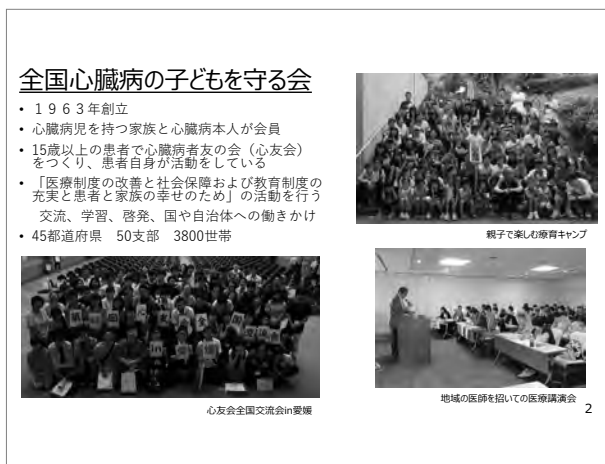 全国心臓病の子どもを守る会
• １９６３年創立
• 心臓病児を持つ家族と心臓病本人が会員
• 15歳以上の患者で心臓病者友の会（心友会）
をつくり、患者自身が活動をしている
• 「医療制度の改善と社会保障および教育制度の
充実と患者と家族の幸せのため」の活動を行う
交流、学習、啓発、国や自治体への働きかけ
• 45都道府県　50支部　3800世帯
親子で楽しむ療育キャンプ
心友会全国交流会in愛媛
地域の医師を招いての医療講演会
2